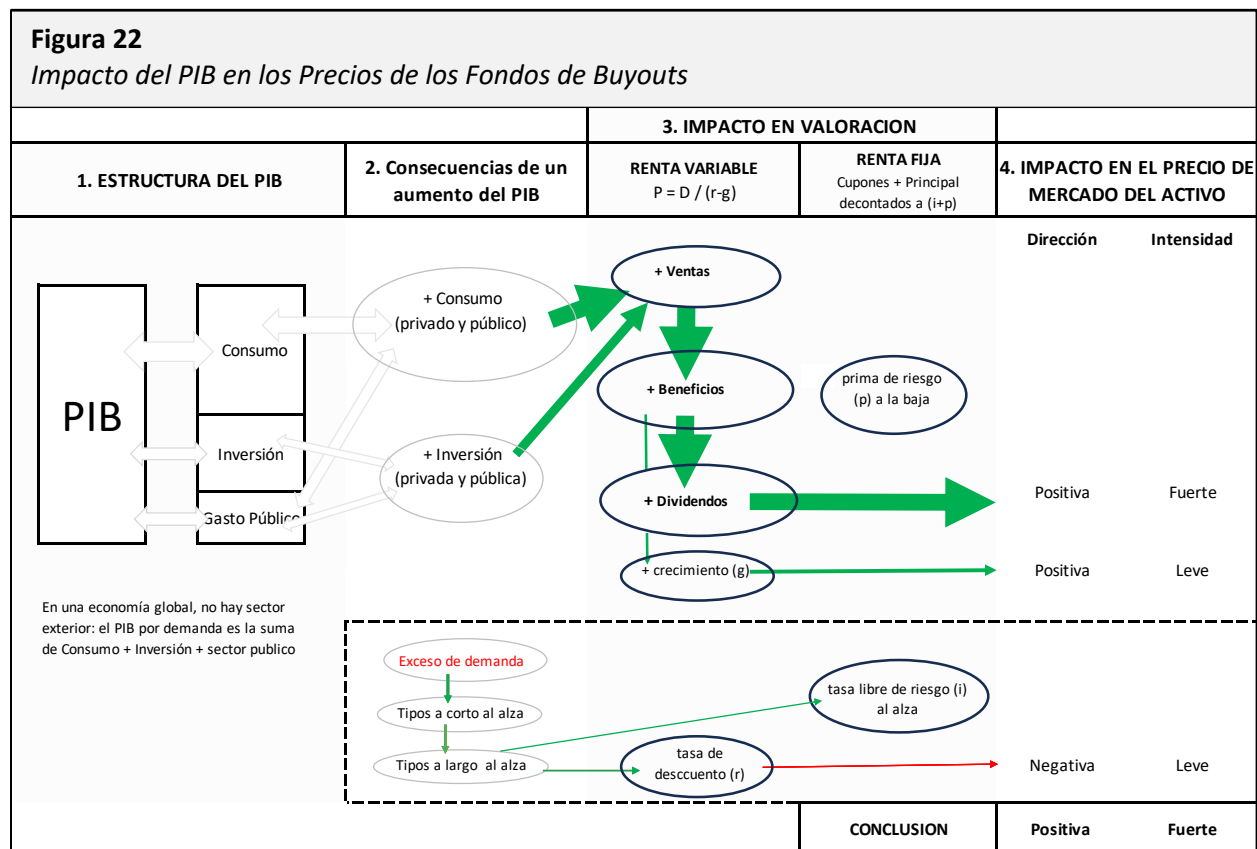 Figura 22
Impacto del PIB en los Precios de los Fondos de Buyouts
3. IMPACTO EN VALORACION
1. ESTRUCTURA DEL PIB
2. Consecuencias de un
aumento del PIB
RENTA VARIABLE
P = D / (r-g)
RENTA FIJA
Cupones + Principal
decontados a (i+p)
4. IMPACTO EN EL PRECIO DE
MERCADO DEL ACTIVO
Dirección
Intensidad
PIB
Consumo
Inversión
Gasto Público
+ Consumo
(privado y público)
+ Inversión
(privada y pública)
+ Ventas
+ Beneficios
+ Dividendos
+ crecimiento (g)
prima de riesgo
(p) a la baja
Positiva
Fuerte
Positiva
Leve
En una economía global, no hay sector
exterior: el PIB por demanda es la suma
de Consumo + Inversión + sector publico
Exceso de demanda
Tipos a corto al alza
Tipos a largo al alza
tasa libre de riesgo (i)
al alza
tasa de
desccuento (r)
Negativa
Leve
CONCLUSION
Positiva
Fuerte